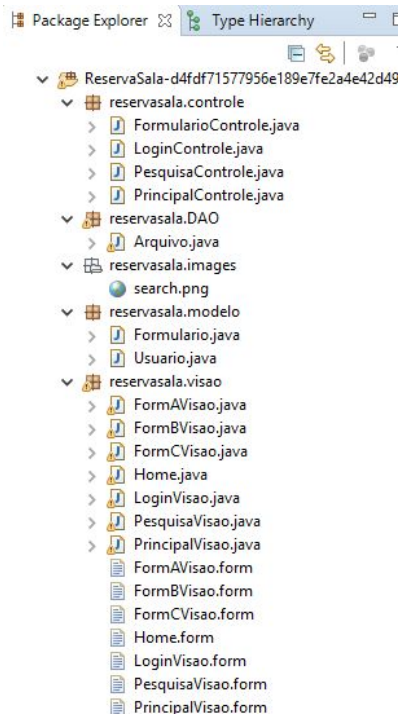 Package Explorer Type Hierarchy
ReservaSala-d4fdf71577956e189e7fe2a4e42d49
reservasala.controle
FormularioControle.java
LoginControle.java
PesquisaControle.java
PrincipalControle.java
reservasala.DAO
Arquivo.java
reservasala.images
search.png
reservasala.modelo
Formulario.java
Usuario.java
reservasala.visao
FormAVisao.java
FormBVisao.java
FormCVisao.java
Home.java
LoginVisao.java
PesquisaVisao.java
PrincipalVisao.java
FormAVisao.form
FormBVisao.form
FormCVisao.form
Home.form
LoginVisao.form
PesquisaVisao.form
PrincipalVisao.form